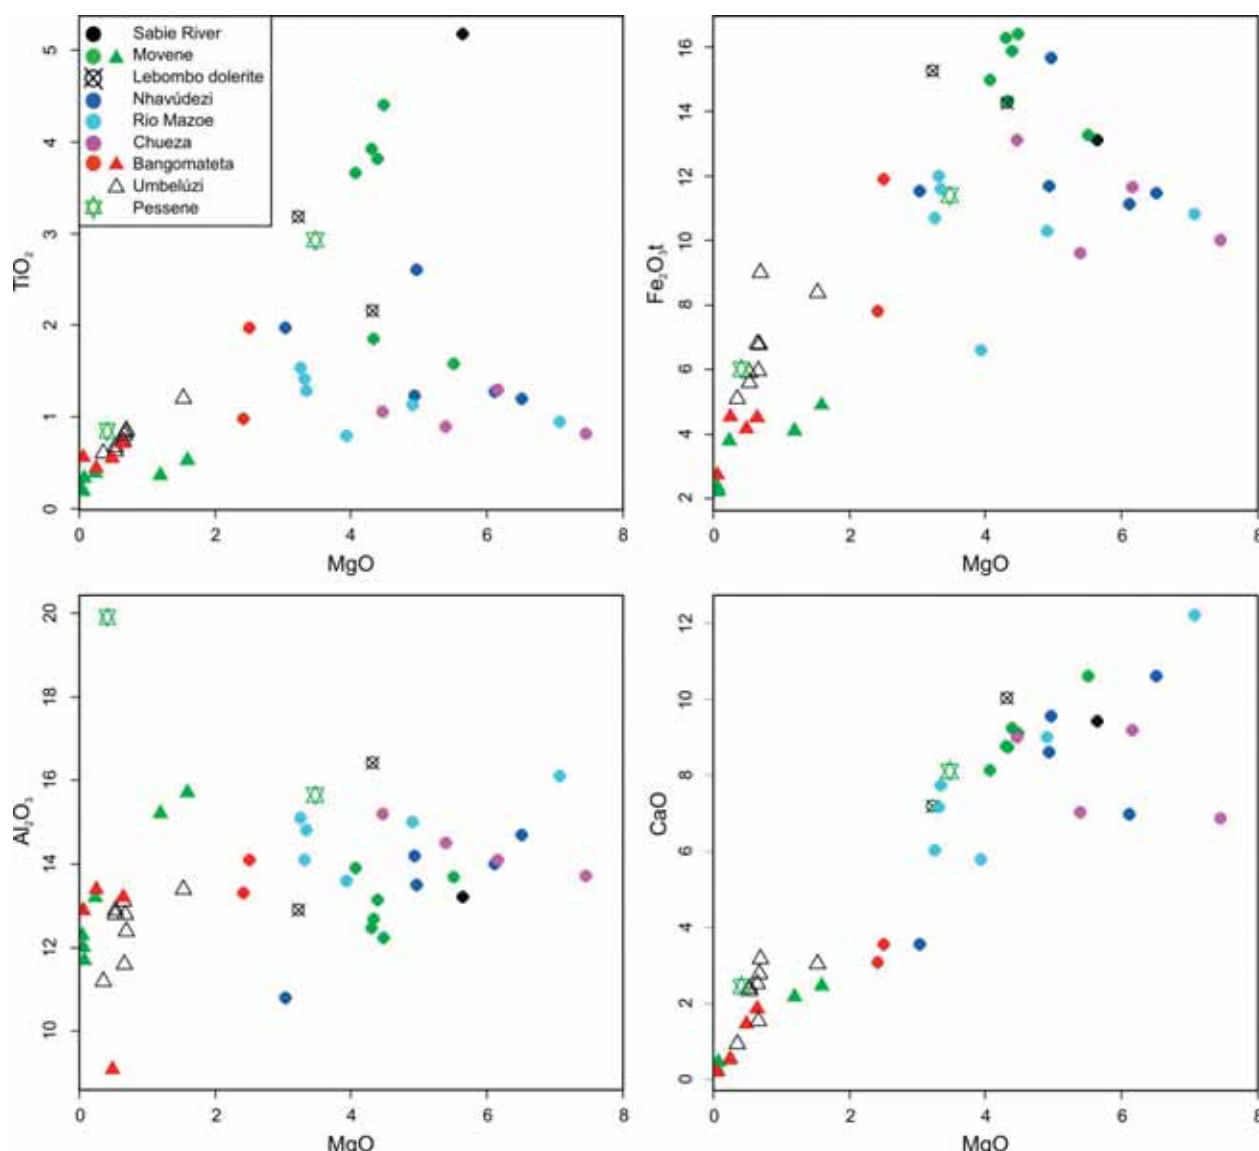 5
4
3
2
1
0
TiO₂
Sabie River
Movene
Lebombo dolerite
Nhavúdezi
Rio Mazoe
Chueza
Bangomateta
Umbelúzi
Pessene
0 2 4 6 8
MgO
16
14
12
10
8
6
4
2
Fe₂O₃t
0 2 4 6 8
MgO
20
18
16
14
12
10
Al₂O₃
0 2 4 6 8
MgO
12
10
8
6
4
2
0
CaO
0 2 4 6 8
MgO